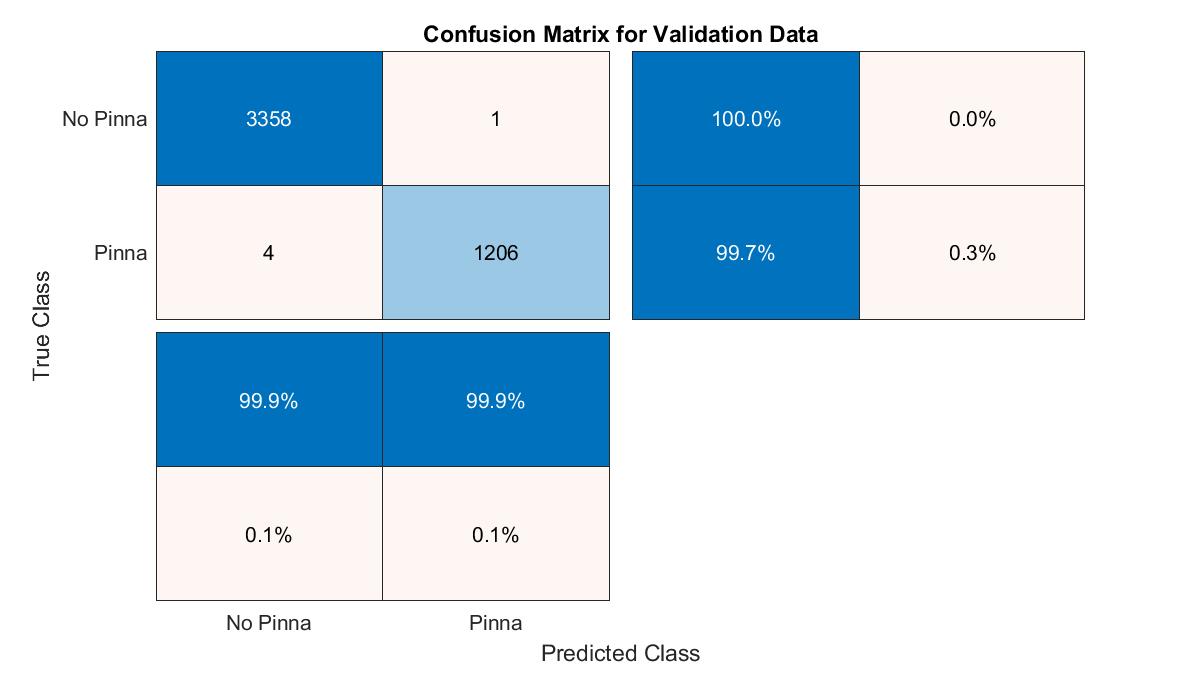 Confusion Matrix for Validation Data
No Pinna 3358 1 100.0% 0.0%
Pinna 4 1206 99.7% 0.3%
True Class
99.9% 99.9%
0.1% 0.1%
No Pinna Pinna
Predicted Class